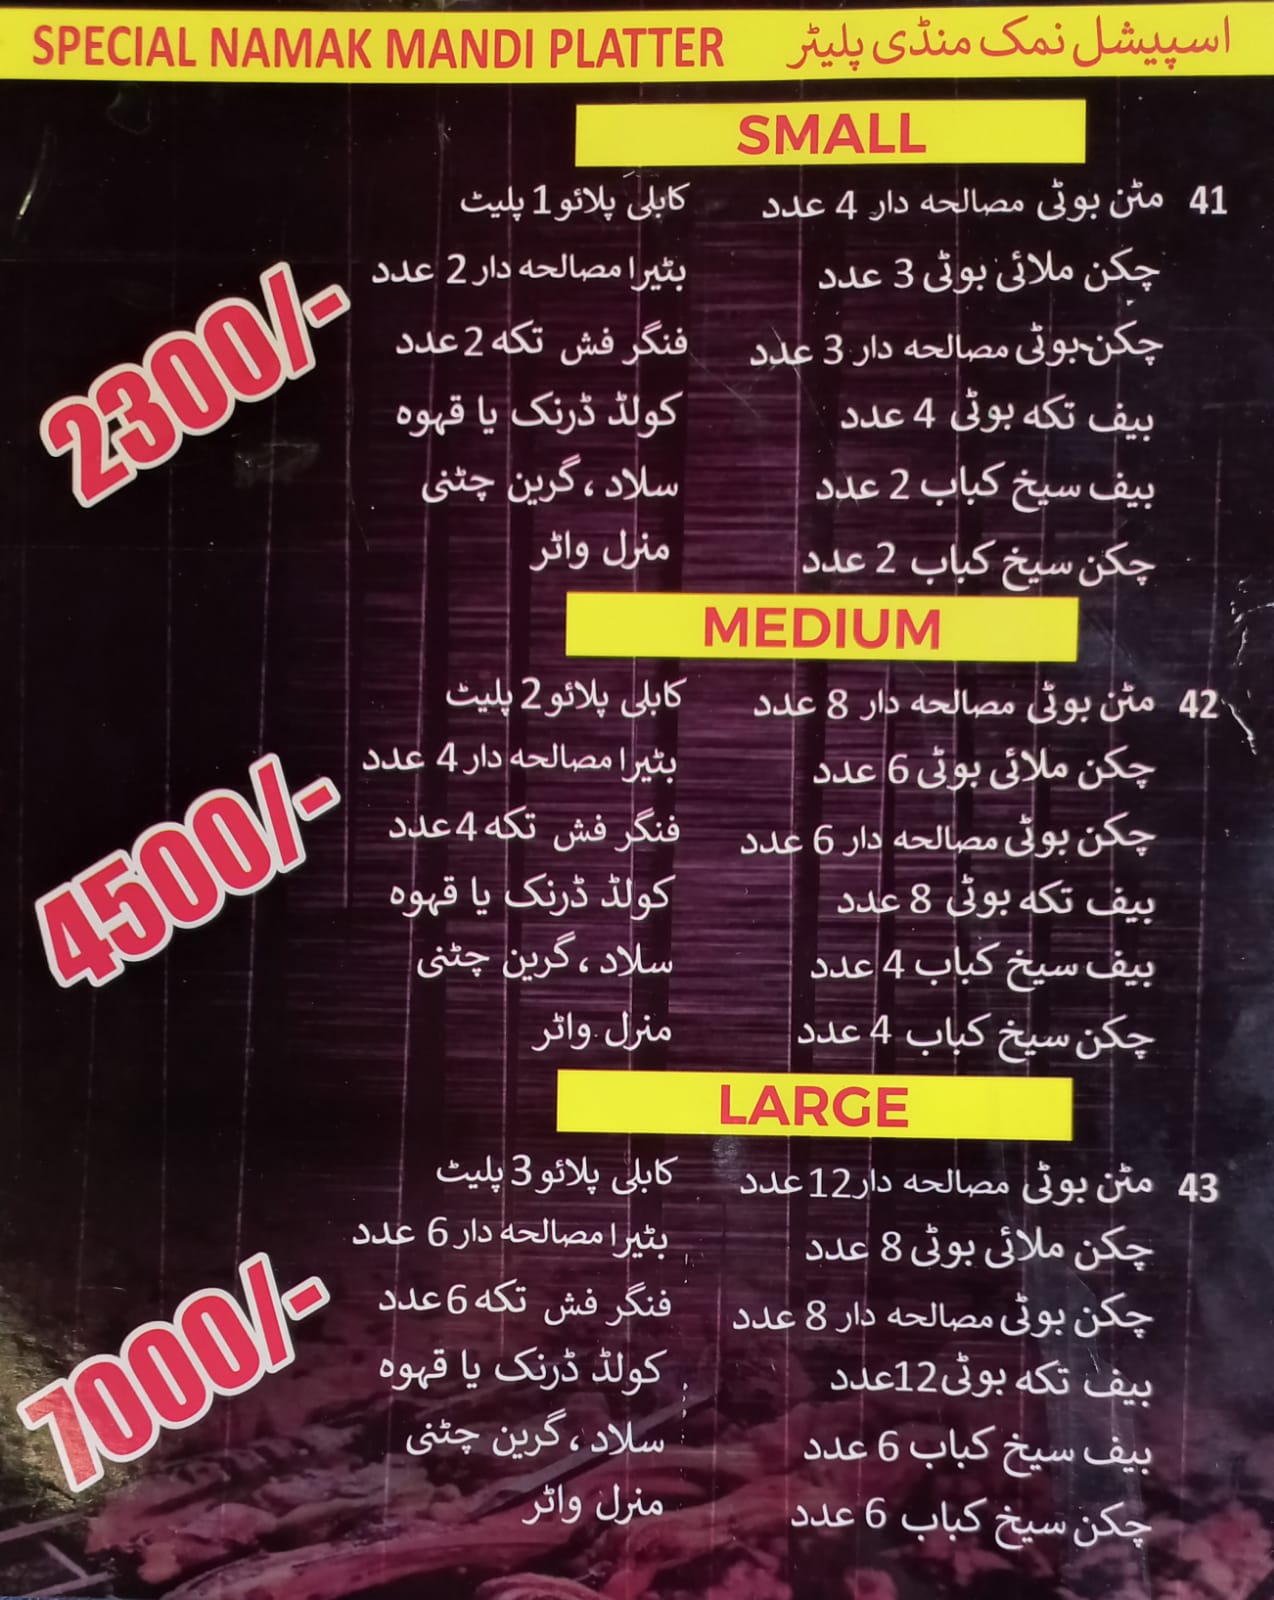 SPECIAL NAMAK MANDI PLATTER اسپیشل نمک منڈی پلیٹر
SMALL
41 مٹن بوٹی مصالحہ دار 4 عدد
چکن ملائی بوٹی 3 عدد
چکن بوٹی مصالحہ دار 3 عدد
بیف تکہ بوٹی 4 عدد
بیف سیخ کباب 2 عدد
چکن سیخ کباب 2 عدد
کابلی پلائو 1 پلیٹ
بٹیرا مصالحہ دار 2 عدد
فنگر فش تکہ 2 عدد
کولڈ ڈرنک یا قہوہ
سلاد ، گرین چٹنی
منرل واٹر
2300/-
MEDIUM
42 مٹن بوٹی مصالحہ دار 8 عدد
چکن ملائی بوٹی 6 عدد
چکن بوٹی مصالحہ دار 6 عدد
بیف تکہ بوٹی 8 عدد
بیف سیخ کباب 4 عدد
چکن سیخ کباب 4 عدد
کابلی پلائو 2 پلیٹ
بٹیرا مصالحہ دار 4 عدد
فنگر فش تکہ 4 عدد
کولڈ ڈرنک یا قہوہ
سلاد ، گرین چٹنی
منرل واٹر
4500/-
LARGE
43 مٹن بوٹی مصالحہ دار 12 عدد
چکن ملائی بوٹی 8 عدد
چکن بوٹی مصالحہ دار 8 عدد
بیف تکہ بوٹی 12 عدد
بیف سیخ کباب 6 عدد
چکن سیخ کباب 6 عدد
کابلی پلائو 3 پلیٹ
بٹیرا مصالحہ دار 6 عدد
فنگر فش تکہ 6 عدد
کولڈ ڈرنک یا قہوہ
سلاد ، گرین چٹنی
منرل واٹر
7000/-